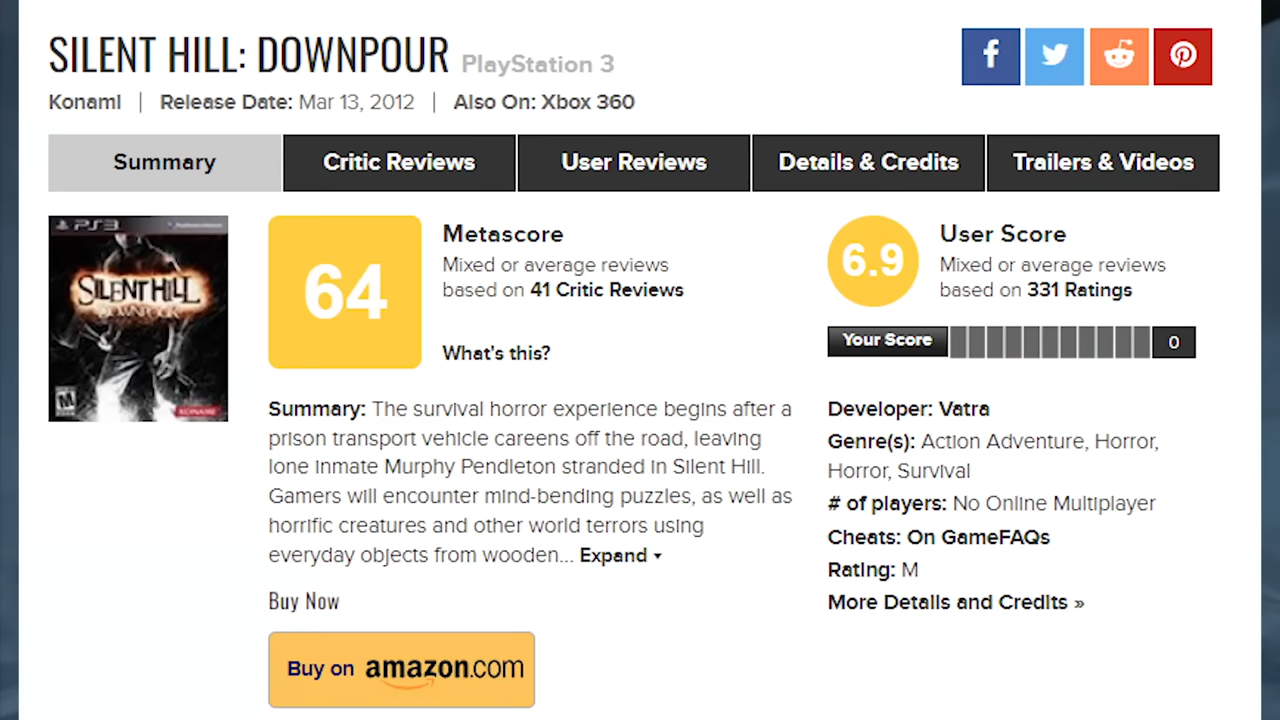 SILENT HILL: DOWNPOUR PlayStation 3
Konami | Release Date: Mar 13, 2012 | Also On: Xbox 360
Summary
Critic Reviews
User Reviews
Details & Credits
Trailers & Videos
PS3
SILENT HILL
DOWNPOUR
M
KONAMI
64
Metascore
Mixed or average reviews
based on 41 Critic Reviews
What's this?
Summary: The survival horror experience begins after a
prison transport vehicle careens off the road, leaving
lone inmate Murphy Pendleton stranded in Silent Hill.
Gamers will encounter mind-bending puzzles, as well as
horrific creatures and other world terrors using
everyday objects from wooden... Expand
Buy Now
Buy on amazon.com
6.9
User Score
Mixed or average reviews
based on 331 Ratings
Your Score
0
Developer: Vatra
Genre(s): Action Adventure, Horror,
Horror, Survival
# of players: No Online Multiplayer
Cheats: On GameFAQs
Rating: M
More Details and Credits »